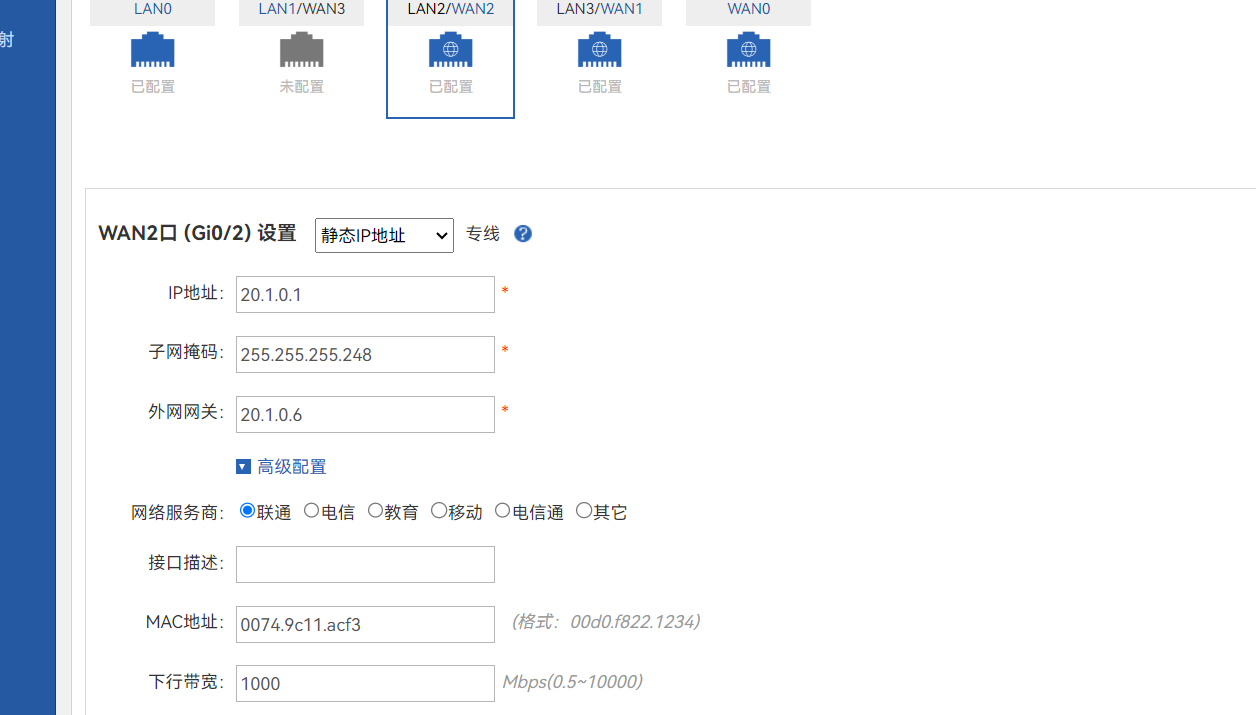 LAN0 LAN1/WAN3 LAN2/WAN2 LAN3/WAN1 WAN0
射
已配置 未配置 已配置 已配置 已配置
WAN2口 (Gi0/2) 设置 静态IP地址 专线 ?
IP地址: 20.1.0.1 *
子网掩码: 255.255.255.248 *
外网网关: 20.1.0.6 *
高级配置
网络服务商: 联通 电信 教育 移动 电信通 其它
接口描述:
MAC地址: 0074.9c11.acf3 (格式: 00d0.f822.1234)
下行带宽: 1000 Mbps(0.5~10000)